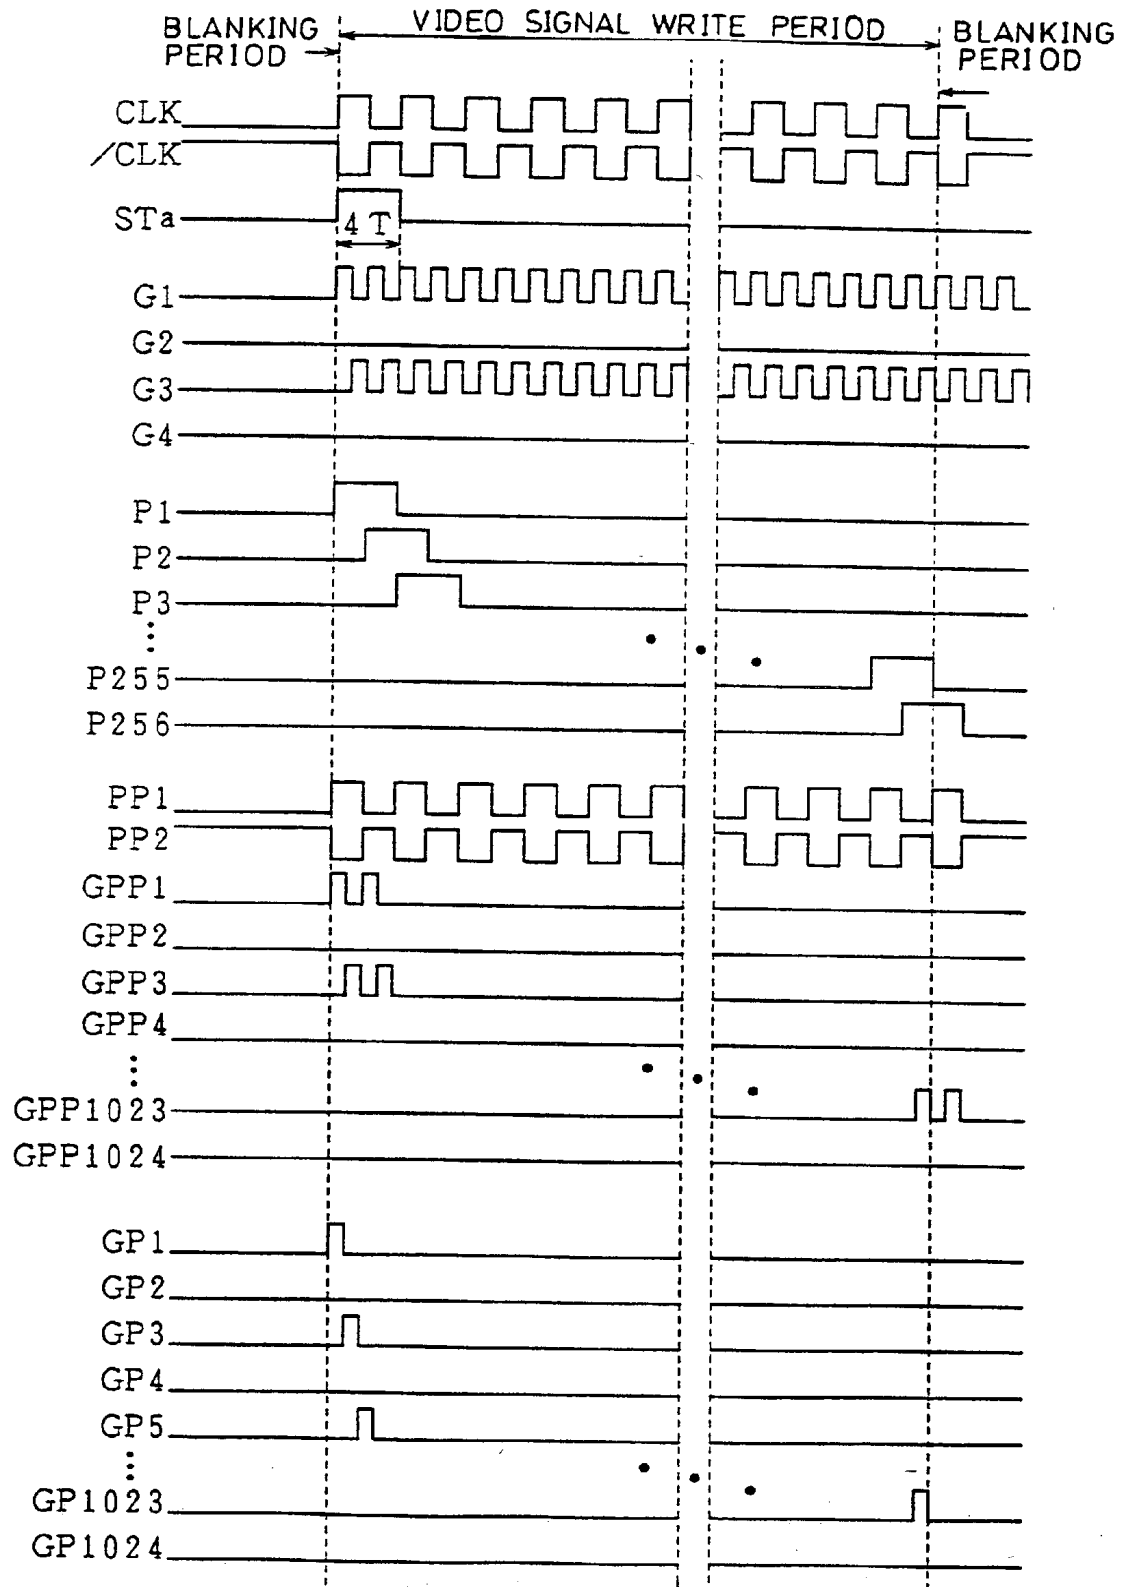 VIDEO SIGNAL WRITE PERIOD
BLANKING
PERIOD
BLANKING
PERIOD
CLK
/CLK
STa
4T
G1
G2
G3
G4
P1
P2
P3
P255
P256
PP1
PP2
GPP1
GPP2
GPP3
GPP4
GPP1023
GPP1024
GP1
GP2
GP3
GP4
GP5
GP1023
GP1024